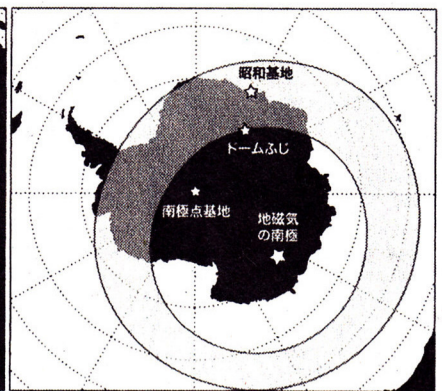 昭和基地
ドームふじ
南極点基地
地磁気
の南極